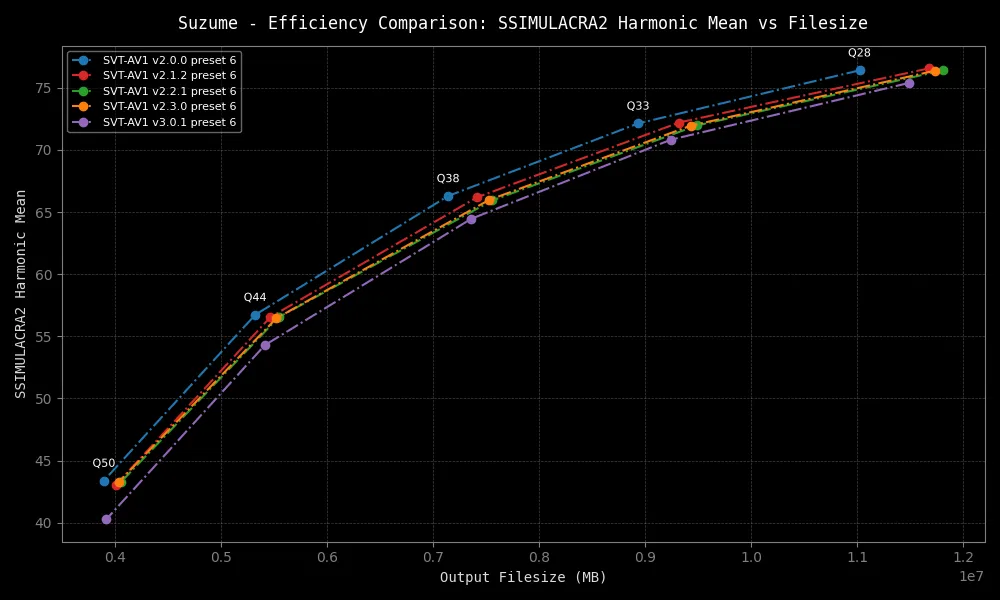 Suzume - Efficiency Comparison: SSIMULACRA2 Harmonic Mean vs Filesize
SVT-AV1 v2.0.0 preset 6
SVT-AV1 v2.1.2 preset 6
SVT-AV1 v2.2.1 preset 6
SVT-AV1 v2.3.0 preset 6
SVT-AV1 v3.0.1 preset 6
Q28
Q33
Q38
Q44
Q50
SSIMULACRA2 Harmonic Mean
75
70
65
60
55
50
45
40
0.4 0.5 0.6 0.7 0.8 0.9 1.0 1.1 1.2
1e7
Output Filesize (MB)